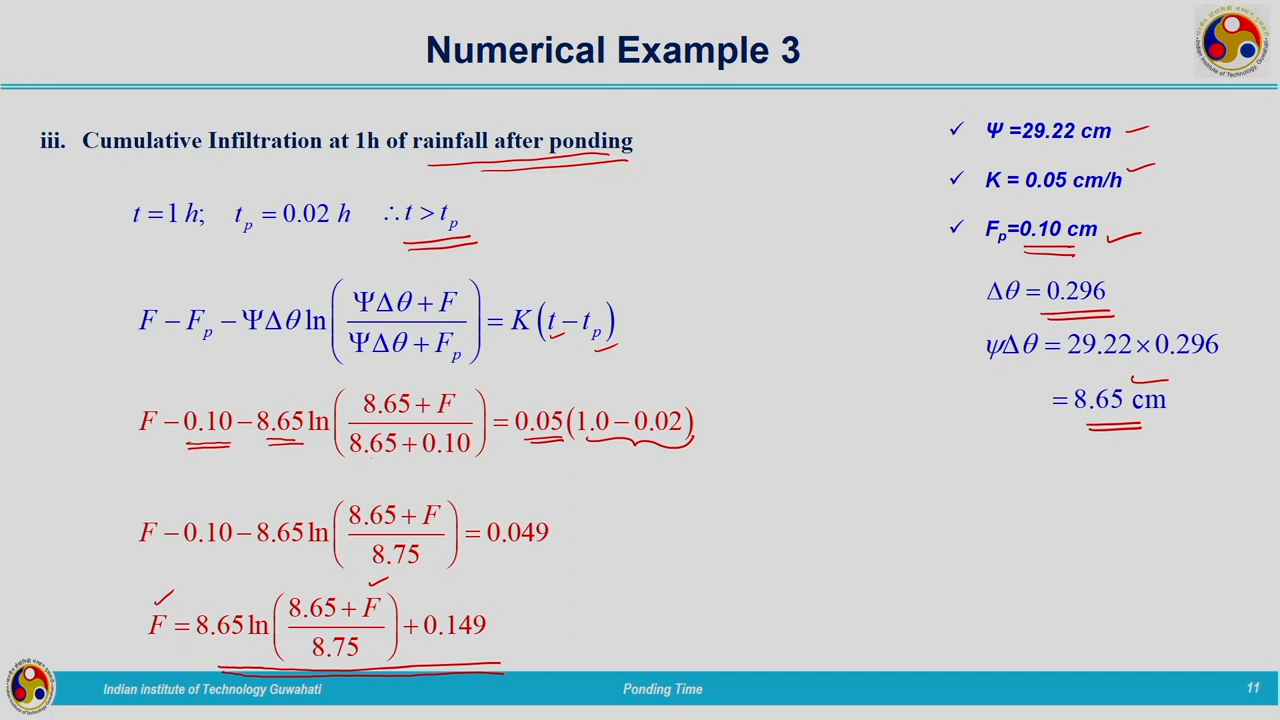 Numerical Example 3
iii. Cumulative Infiltration at 1h of rainfall after ponding
t = 1 h; t_p = 0.02 h ∴ t > t_p
F − F_p − ΨΔθ ln((ΨΔθ + F)/(ΨΔθ + F_p)) = K(t − t_p)
F − 0.10 − 8.65 ln((8.65 + F)/(8.65 + 0.10)) = 0.05(1.0 − 0.02)
F − 0.10 − 8.65 ln((8.65 + F)/8.75) = 0.049
F = 8.65 ln((8.65 + F)/8.75) + 0.149
✓ Ψ =29.22 cm
✓ K = 0.05 cm/h
✓ F_p=0.10 cm
Δθ = 0.296
ψΔθ = 29.22 × 0.296
= 8.65 cm
Indian institute of Technology Guwahati
Ponding Time
11